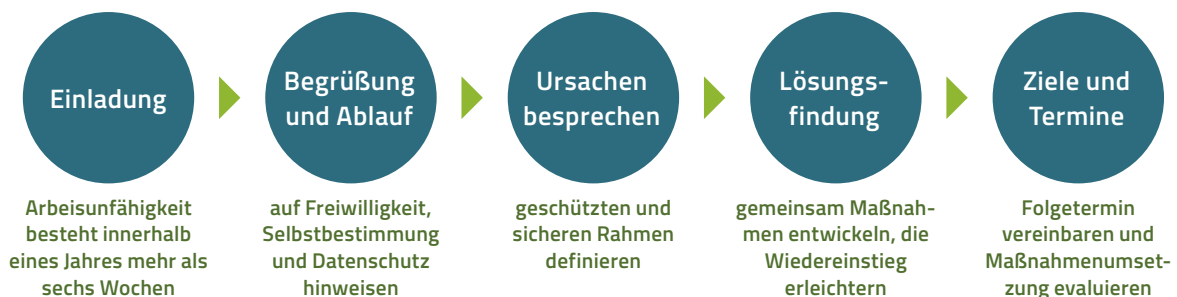 Einladung
Arbeisunfähigkeit
besteht innerhalb
eines Jahres mehr als
sechs Wochen
Begrüßung
und Ablauf
auf Freiwilligkeit,
Selbstbestimmung
und Datenschutz
hinweisen
Ursachen
besprechen
geschützten und
sicheren Rahmen
definieren
Lösungs-
findung
gemeinsam Maßnah-
men entwickeln, die
Wiedereinstieg
erleichtern
Ziele und
Termine
Folgetermin
vereinbaren und
Maßnahmenumset-
zung evaluieren